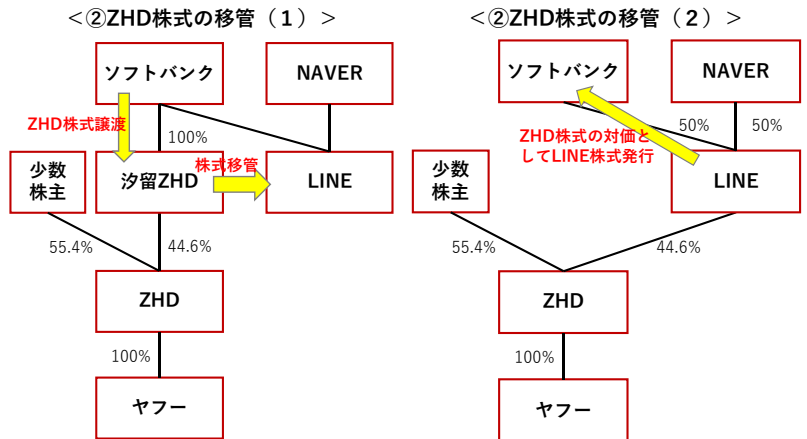 ＜②ZHD株式の移管（１）＞
ソフトバンク
NAVER
ZHD株式譲渡
100%
少数
株主
汐留ZHD
株式移管
LINE
55.4%
44.6%
ZHD
100%
ヤフー
＜②ZHD株式の移管（２）＞
ソフトバンク
NAVER
50%
50%
ZHD株式の対価と
してLINE株式発行
少数
株主
LINE
55.4%
44.6%
ZHD
100%
ヤフー